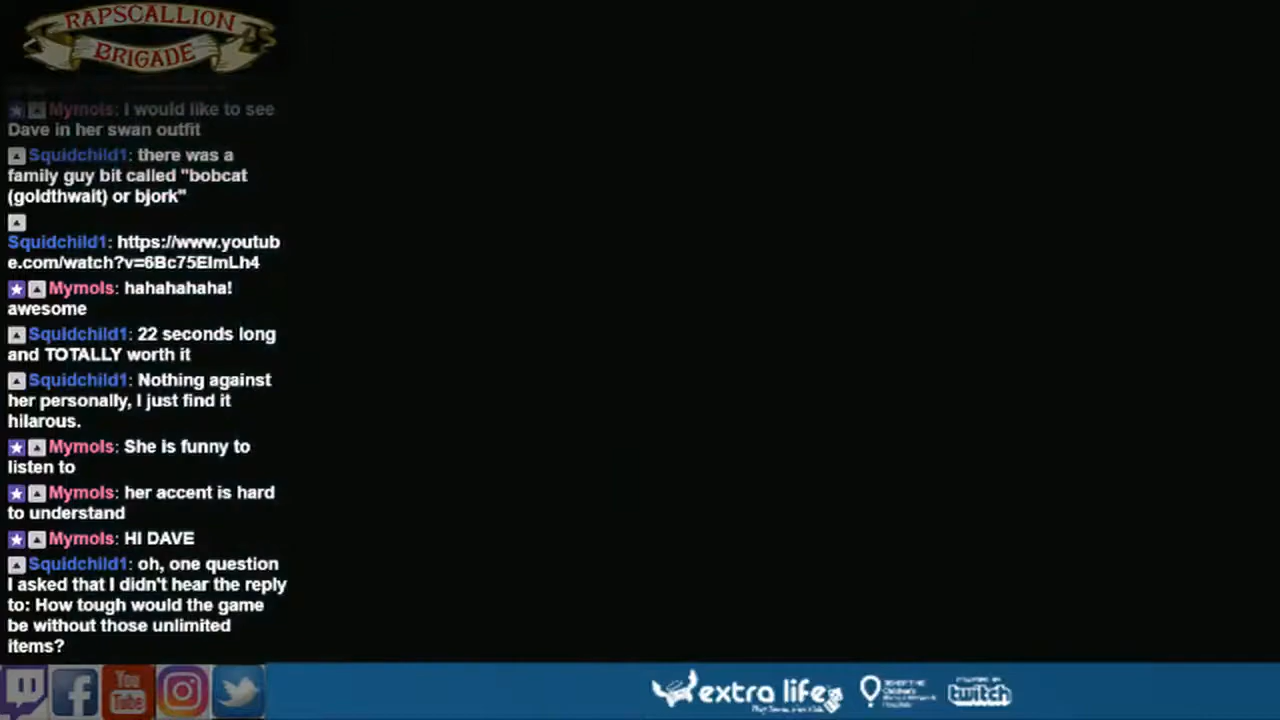 RAPSCALLION
BRIGADE
Mymols: I would like to see
Dave in her swan outfit
Squidchild1: there was a
family guy bit called "bobcat
(goldthwait) or bjork"
Squidchild1: https://www.youtub
e.com/watch?v=6Bc75ElmLh4
Mymols: hahahahaha!
awesome
Squidchild1: 22 seconds long
and TOTALLY worth it
Squidchild1: Nothing against
her personally, I just find it
hilarous.
Mymols: She is funny to
listen to
Mymols: her accent is hard
to understand
Mymols: HI DAVE
Squidchild1: oh, one question
I asked that I didn't hear the reply
to: How tough would the game
be without those unlimited
items?
You
Tube
extra life
twitch